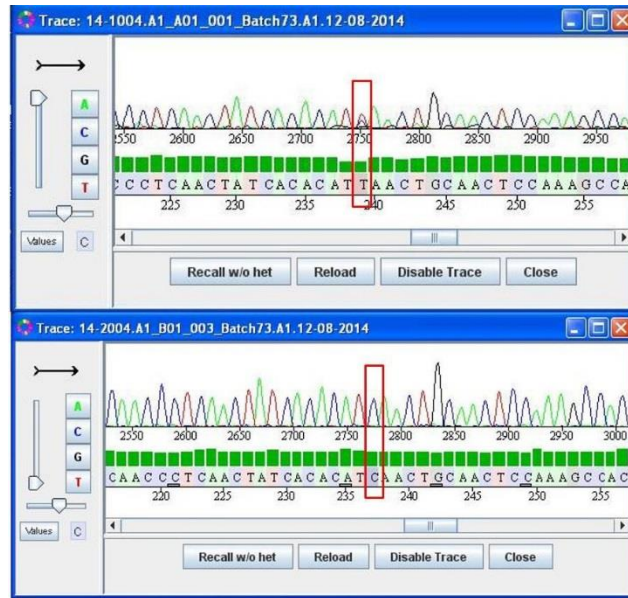 Trace: 14-1004.A1_A01_001_Batch73.A1.12-08-2014
A
C
G
T
Values C
2550 2600 2650 2700 2750 2800 2850 2900 2950
C C C T C A A C T A T C A C A C A T T A A C T G C A A C T C C A A A G C C A
225 230 235 240 245 250 255
Recall w/o het Reload Disable Trace Close
Trace: 14-2004.A1_B01_003_Batch73.A1.12-08-2014
A
C
G
T
Values C
2550 2600 2650 2700 2750 2800 2850 2900 2950 3000
C A A C C C T C A A C T A T C A C A C A T C A A C T G C A A C T C C A A A G C C A C
220 225 230 235 240 245 250 255
Recall w/o het Reload Disable Trace Close